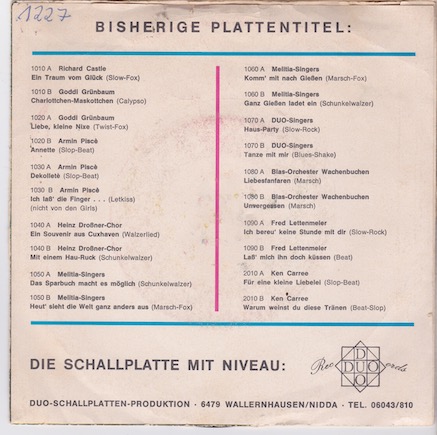 1227
BISHERIGE PLATTENTITEL:
1010 A Richard Castle
Ein Traum vom Glück (Slow-Fox)
1010 B Goddi Grünbaum
Charlottchen-Maskottchen (Calypso)
1020 A Goddi Grünbaum
Liebe, kleine Nixe (Twist-Fox)
1020 B Armin Piscè
Annette (Slop-Beat)
1030 A Armin Piscè
Dekolleté (Slop-Beat)
1030 B Armin Piscè
Ich laß' die Finger . . . (Letkiss)
(nicht von den Girls)
1040 A Heinz Droßner-Chor
Ein Souvenir aus Cuxhaven (Walzerlied)
1040 B Heinz Droßner-Chor
Mit einem Hau-Ruck (Schunkelwalzer)
1050 A Melitia-Singers
Das Sparbuch macht es möglich (Schunkelwalzer)
1050 B Melitia-Singers
Heut' sieht die Welt ganz anders aus (Marsch-Fox)
1060 A Melitia-Singers
Komm' mit nach Gießen (Marsch-Fox)
1060 B Melitia-Singers
Ganz Gießen ladet ein (Schunkelwalzer)
1070 A DUO-Singers
Haus-Party (Slow-Rock)
1070 B DUO-Singers
Tanze mit mir (Blues-Shake)
1080 A Blas-Orchester Wachenbuchen
Liebesfanfaren (Marsch)
1080 B Blas-Orchester Wachenbuchen
Unvergessen (Marsch)
1090 A Fred Lettenmeier
Ich bereu' keine Stunde mit dir (Slow-Rock)
1090 B Fred Lettenmeier
Laß' mich ihn doch küssen (Beat)
2010 A Ken Carree
Für eine kleine Liebelei (Slop-Beat)
2010 B Ken Carree
Warum weinst du diese Tränen (Beat-Slop)
DIE SCHALLPLATTE MIT NIVEAU:
DUO
DUO
DUO-SCHALLPLATTEN-PRODUKTION · 6479 WALLERNHAUSEN/NIDDA · TEL. 06043/810